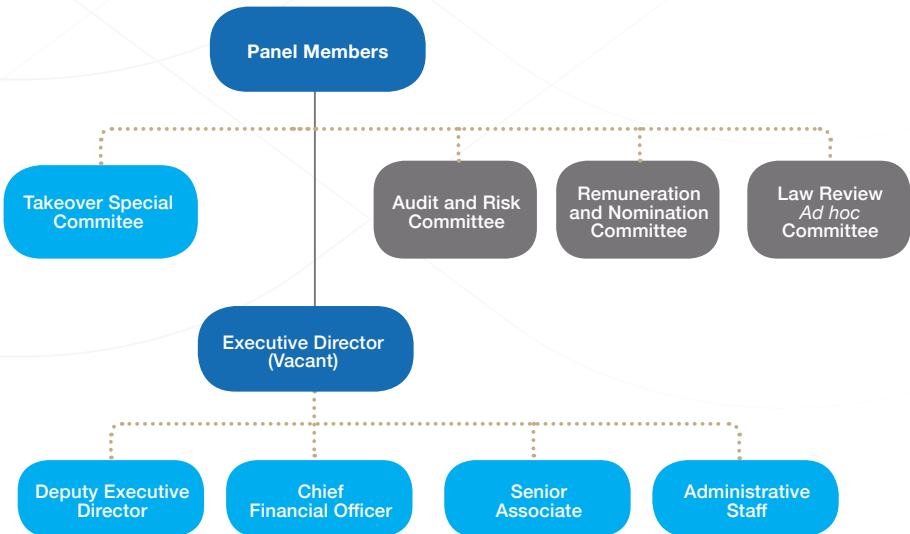 Panel Members
Takeover Special
Commitee
Audit and Risk
Committee
Remuneration
and Nomination
Committee
Law Review
Ad hoc
Committee
Executive Director
(Vacant)
Deputy Executive
Director
Chief
Financial Officer
Senior
Associate
Administrative
Staff